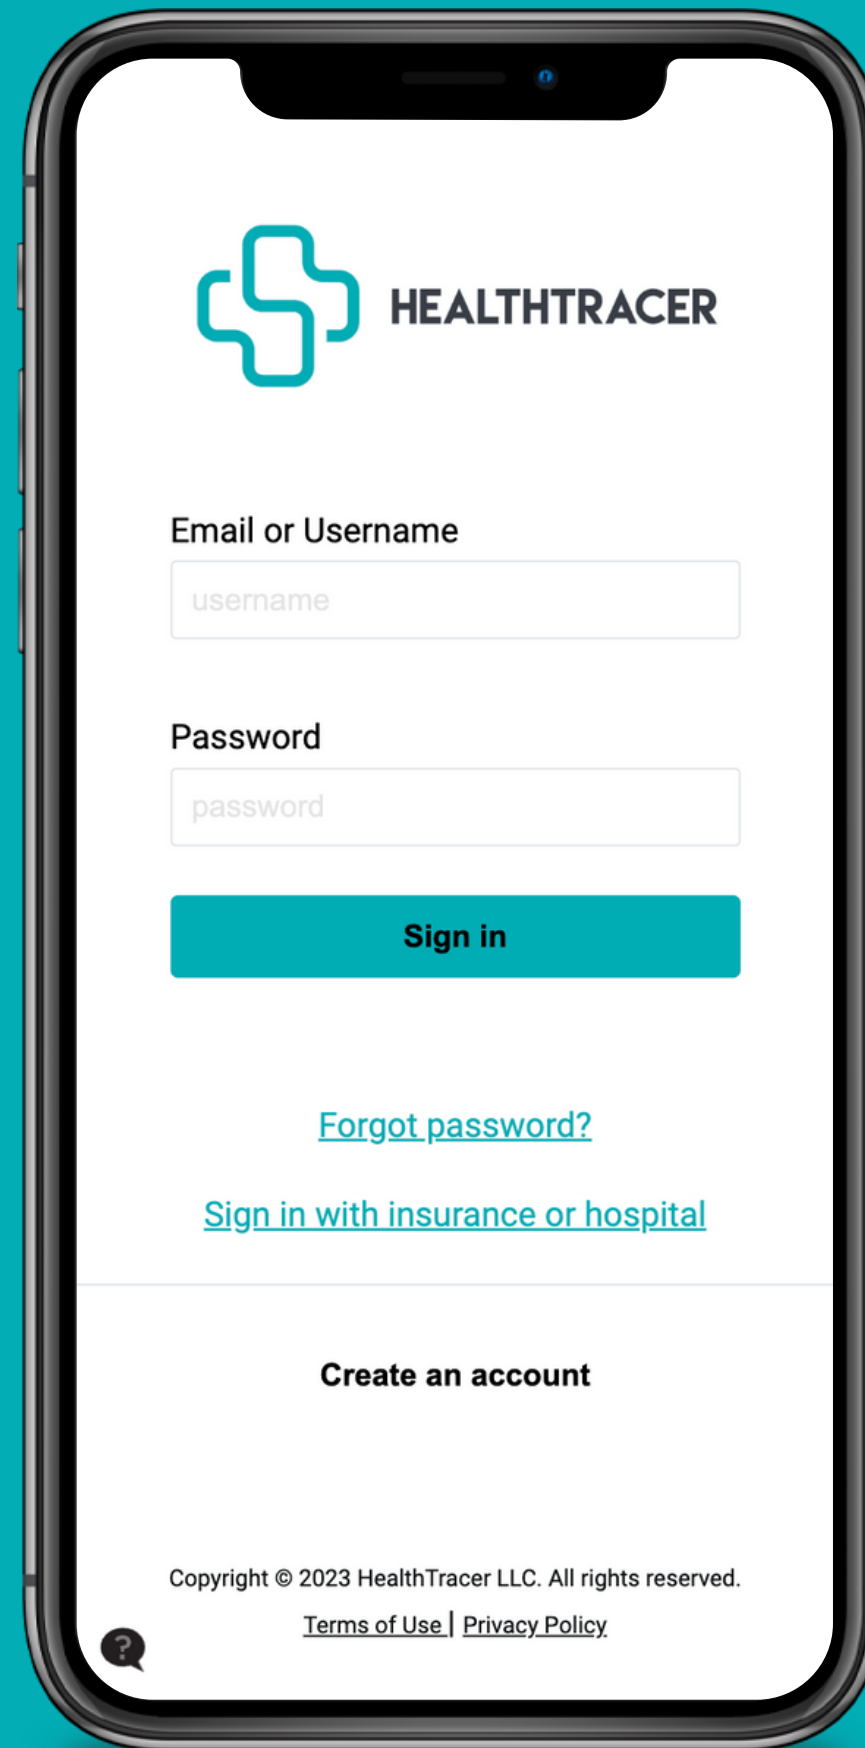 HEALTHTRACER
Email or Username
username
Password
password
Sign in
Forgot password?
Sign in with insurance or hospital
Create an account
Copyright © 2023 HealthTracer LLC. All rights reserved.
Terms of Use | Privacy Policy
?